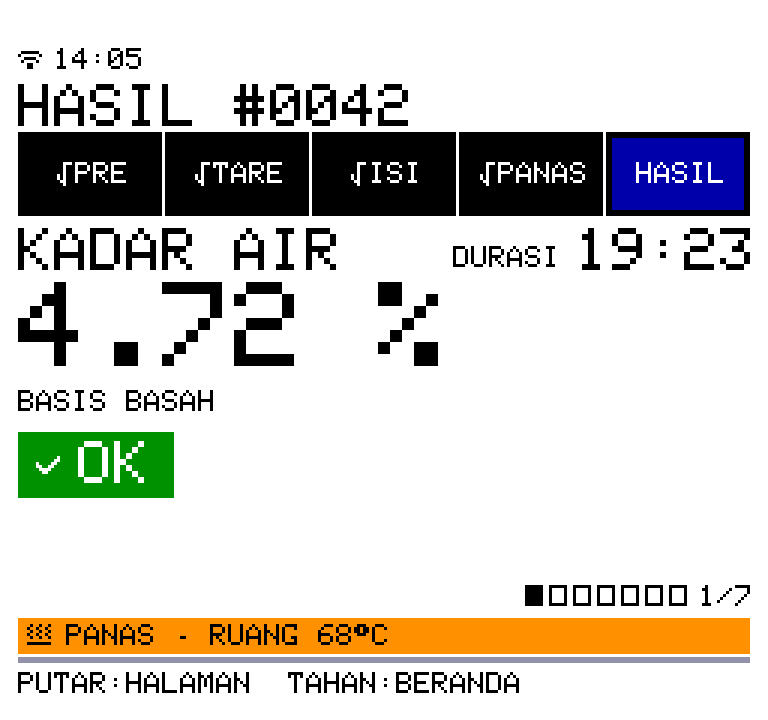 14:05
HASIL #0042
√PRE √TARE √ISI √PANAS HASIL
KADAR AIR DURASI 19:23
4.72 %
BASIS BASAH
✓ OK
1/7
PANAS - RUANG 68ºC
PUTAR:HALAMAN TAHAN:BERANDA